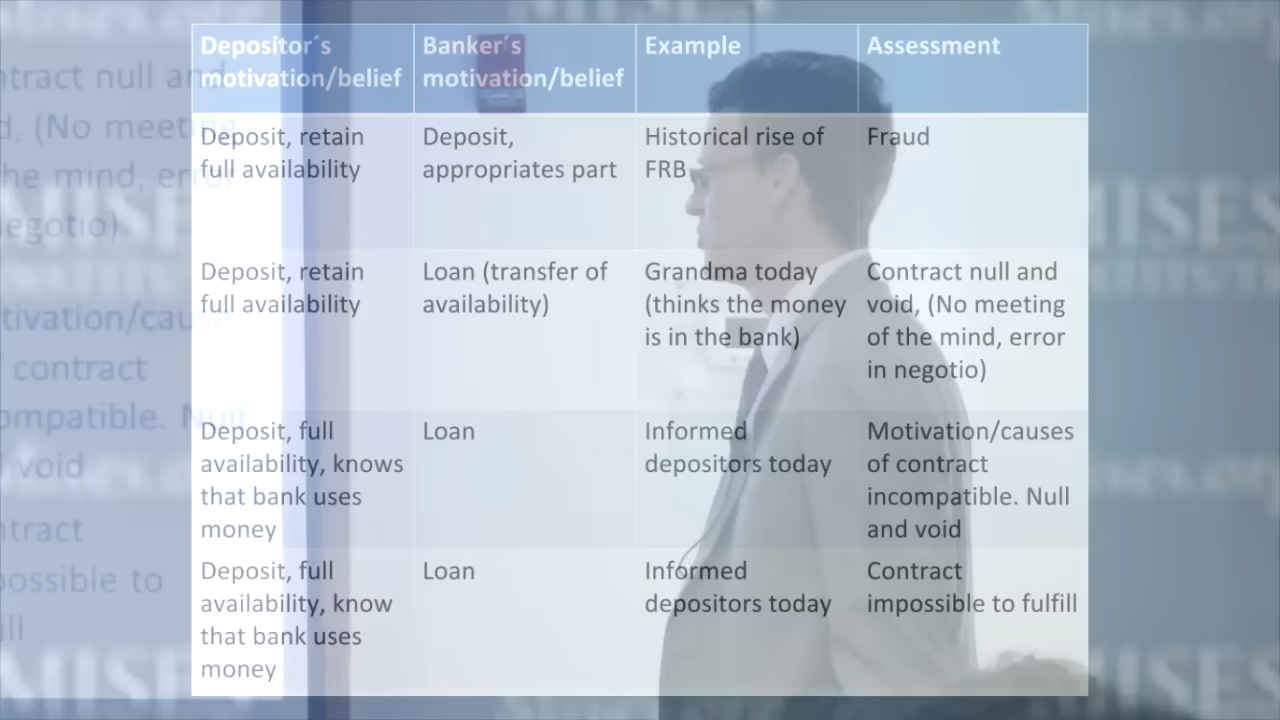 Depositor´s
motivation/belief
Banker´s
motivation/belief
Example
Assessment
Deposit, retain
full availability
Deposit,
appropriates part
Historical rise of
FRB
Fraud
Deposit, retain
full availability
Loan (transfer of
availability)
Grandma today
(thinks the money
is in the bank)
Contract null and
void, (No meeting
of the mind, error
in negotio)
Deposit, full
availability, knows
that bank uses
money
Loan
Informed
depositors today
Motivation/causes
of contract
incompatible. Null
and void
Deposit, full
availability, know
that bank uses
money
Loan
Informed
depositors today
Contract
impossible to fulfill
MISES
MISES